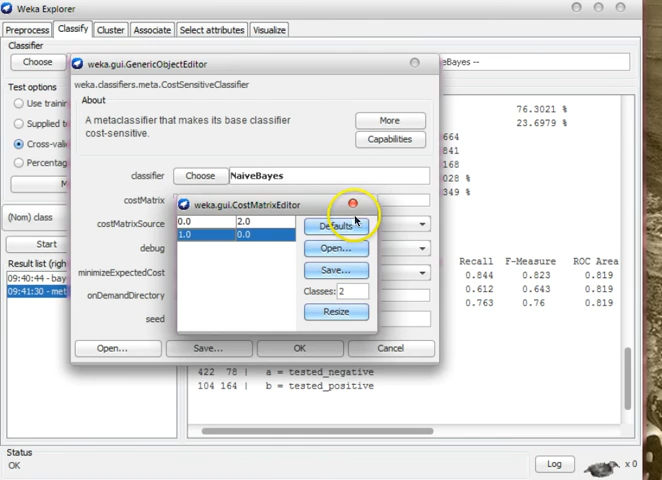 Weka Explorer
Preprocess Classify Cluster Associate Select attributes Visualize
Classifier
Choose
weka.gui.GenericObjectEditor
weka.classifiers.meta.CostSensitiveClassifier
About
A metaclassifier that makes its base classifier
cost-sensitive.
More
Capabilities
classifier Choose NaiveBayes
costMatrix
costMatrixSource
debug
minimizeExpectedCost
onDemandDirectory
seed
Open... Save... OK Cancel
weka.gui.CostMatrixEditor
0.0 2.0
1.0 0.0
Defaults
Open...
Save...
Classes: 2
Resize
eBayes --
Test options
Use trainin
Supplied t
Cross-vali
Percentag
M
(Nom) class
Start
Result list (righ
09:40:44 - bay
09:41:30 - met
76.3021 %
23.6979 %
664
841
168
028 %
349 %
Recall F-Measure ROC Area
0.844 0.823 0.819
0.612 0.643 0.819
0.763 0.76 0.819
422 78 | a = tested_negative
104 164 | b = tested_positive
Status
OK
Log
x 0